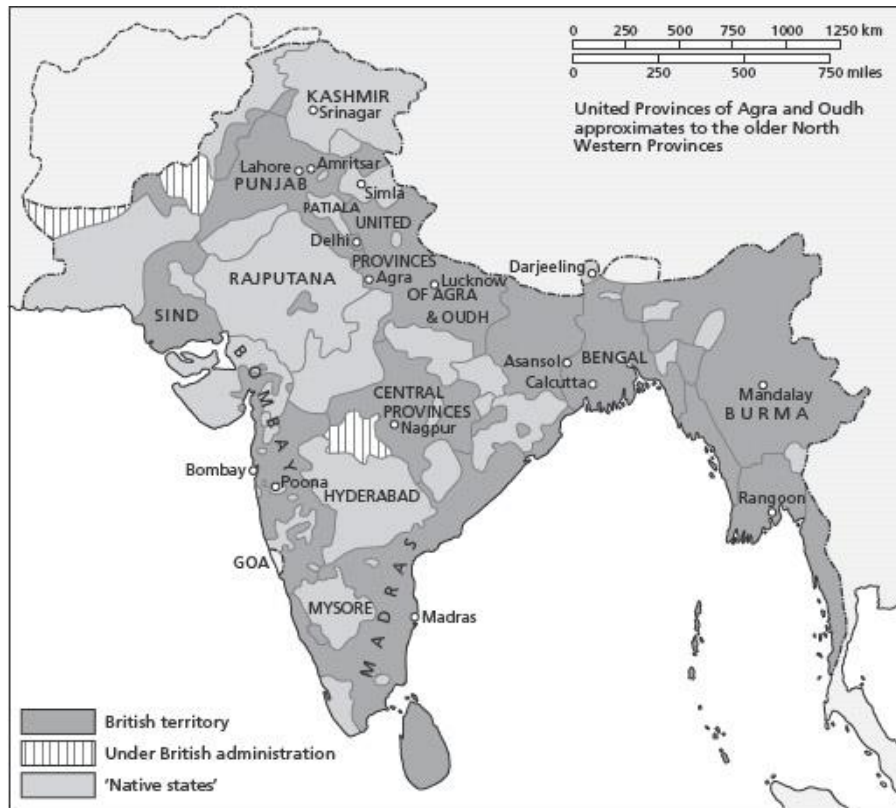 0 250 500 750 1000 1250 km
0 250 500 750 miles
United Provinces of Agra and Oudh
approximates to the older North
Western Provinces
KASHMIR
Srinagar
Lahore
Amritsar
PUNJAB
Simla
PATIALA
UNITED
Delhi
PROVINCES
Darjeeling
RAJPUTANA
Agra
Lucknow
OF AGRA
& OUDH
SIND
BOMBAY
Asansol
BENGAL
Calcutta
CENTRAL
PROVINCES
Nagpur
Mandalay
BURMA
Bombay
Poona
HYDERABAD
Rangoon
GOA
MADRAS
MYSORE
Madras
British territory
Under British administration
'Native states'